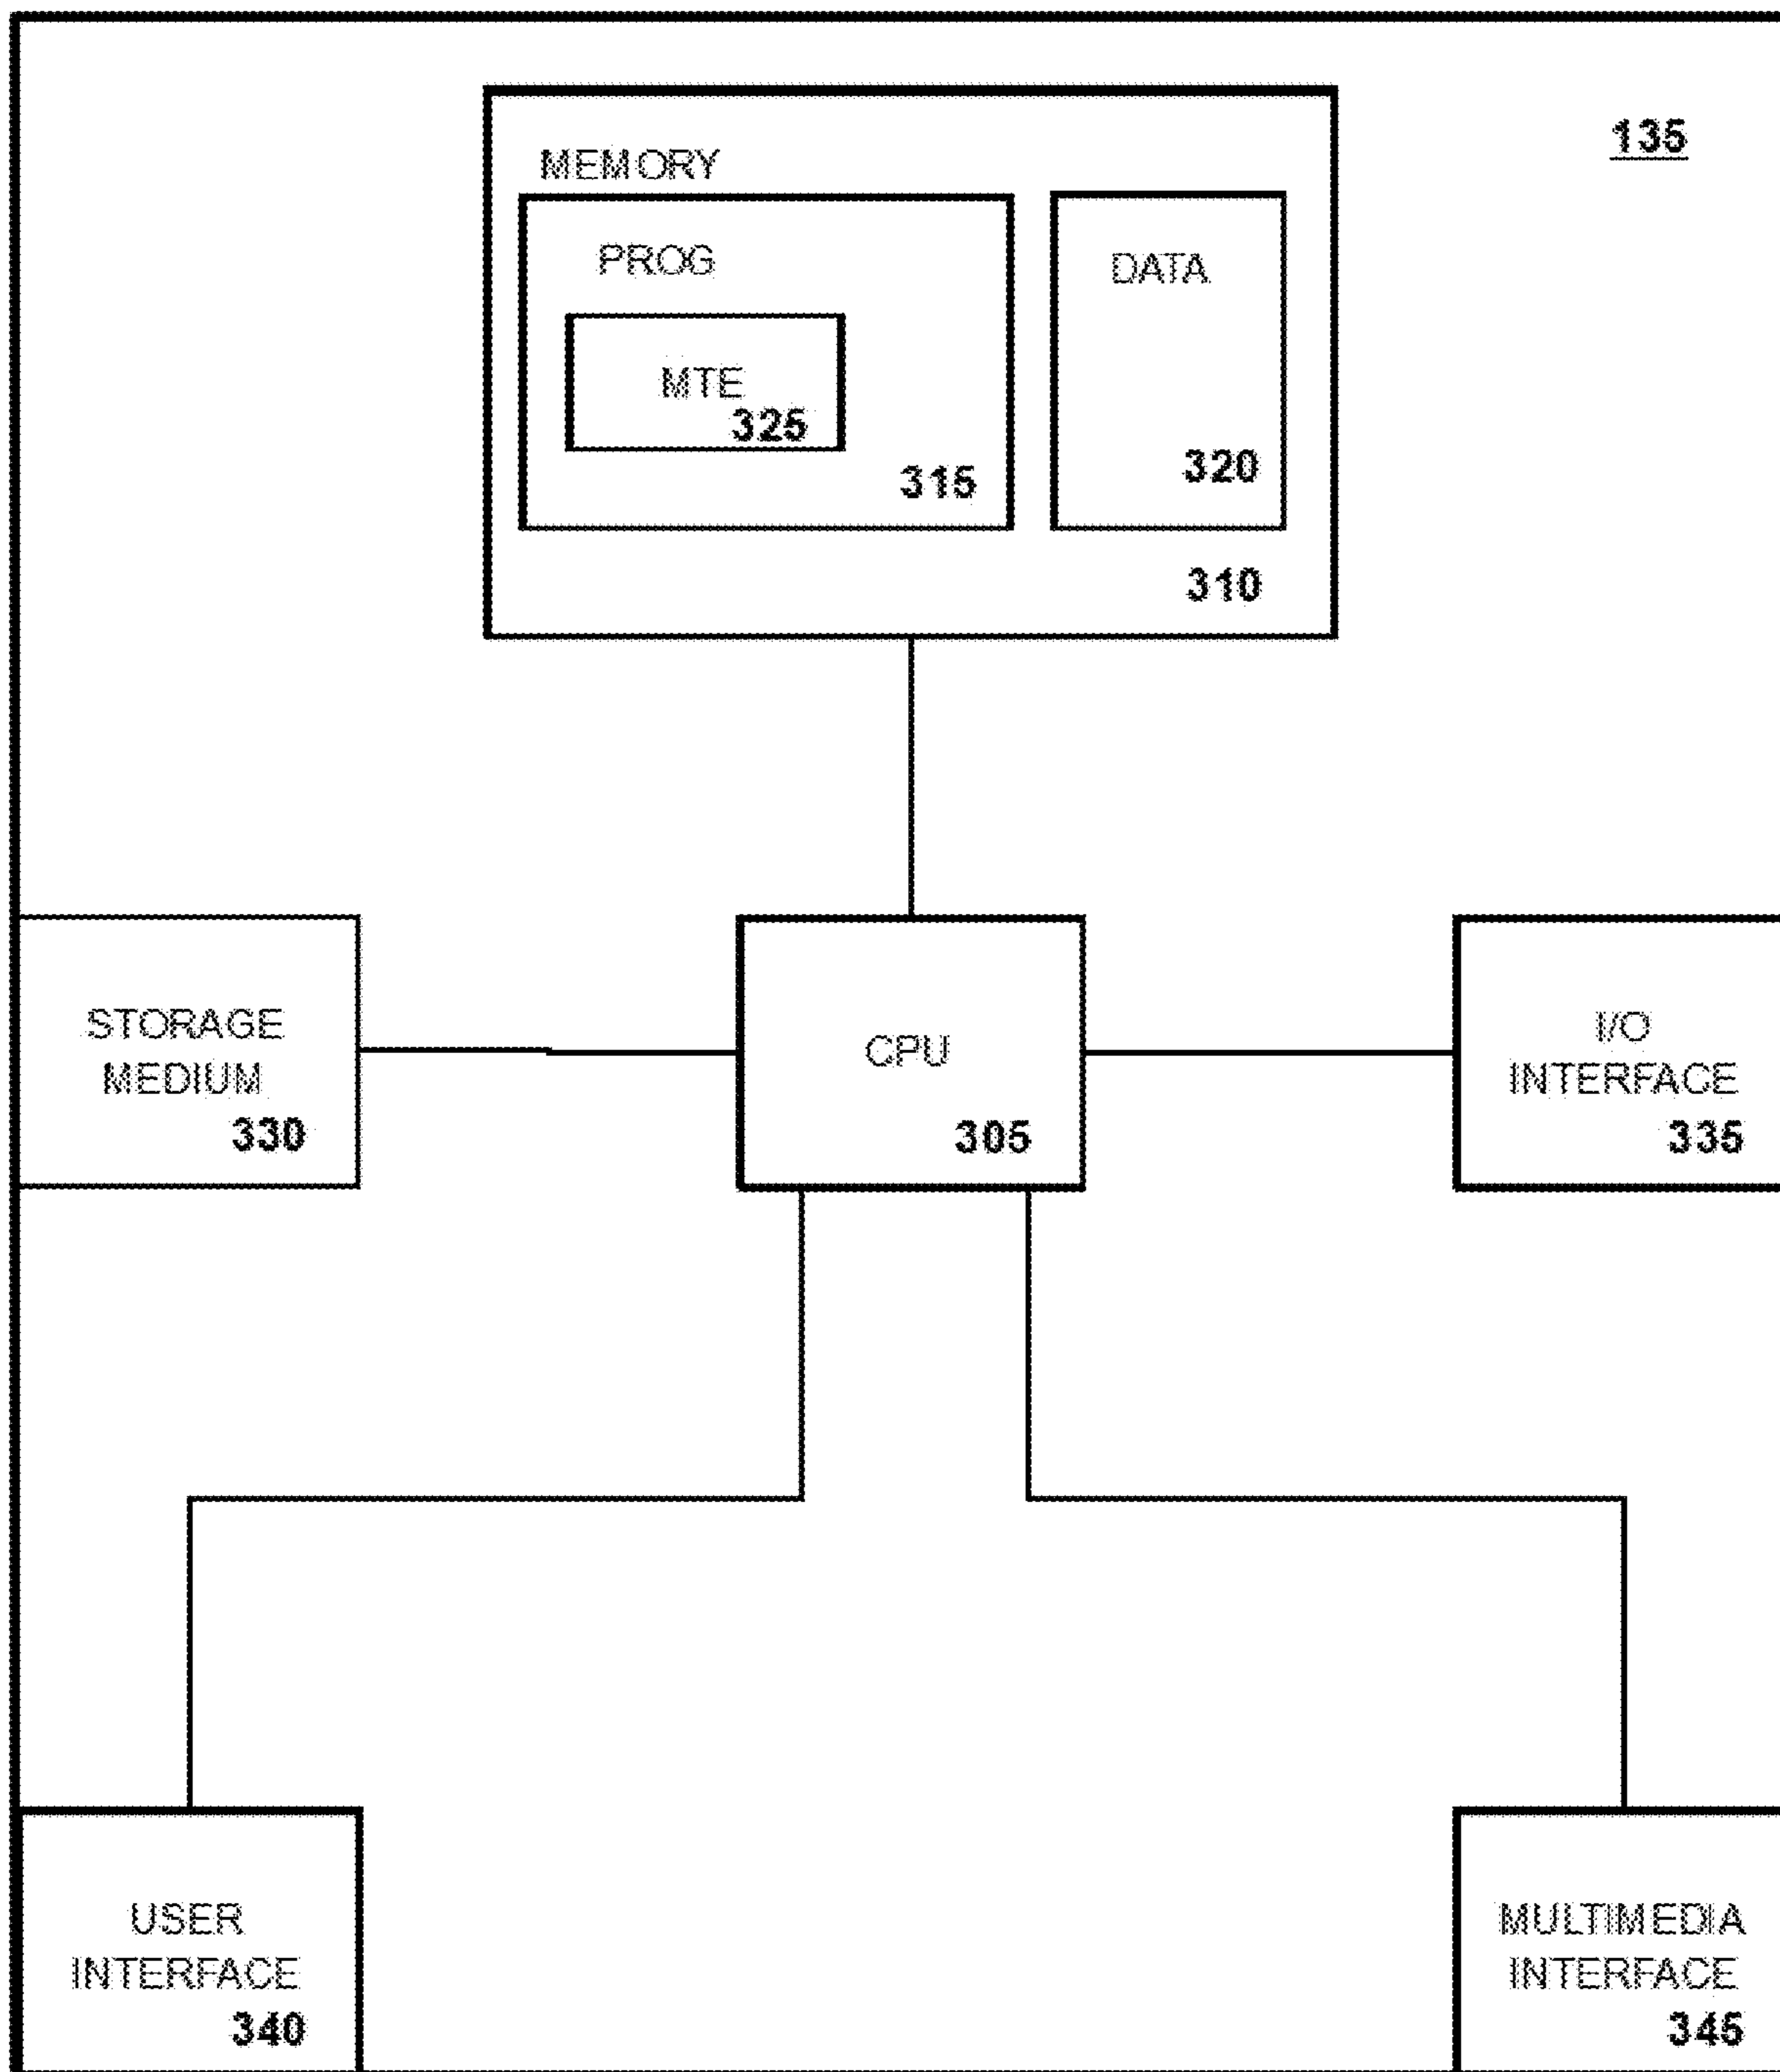 135
MEMORY
PROG
DATA
MTE
325
315
320
310
STORAGE
MEDIUM
330
CPU
305
I/O
INTERFACE
335
USER
INTERFACE
340
MULTIMEDIA
INTERFACE
345